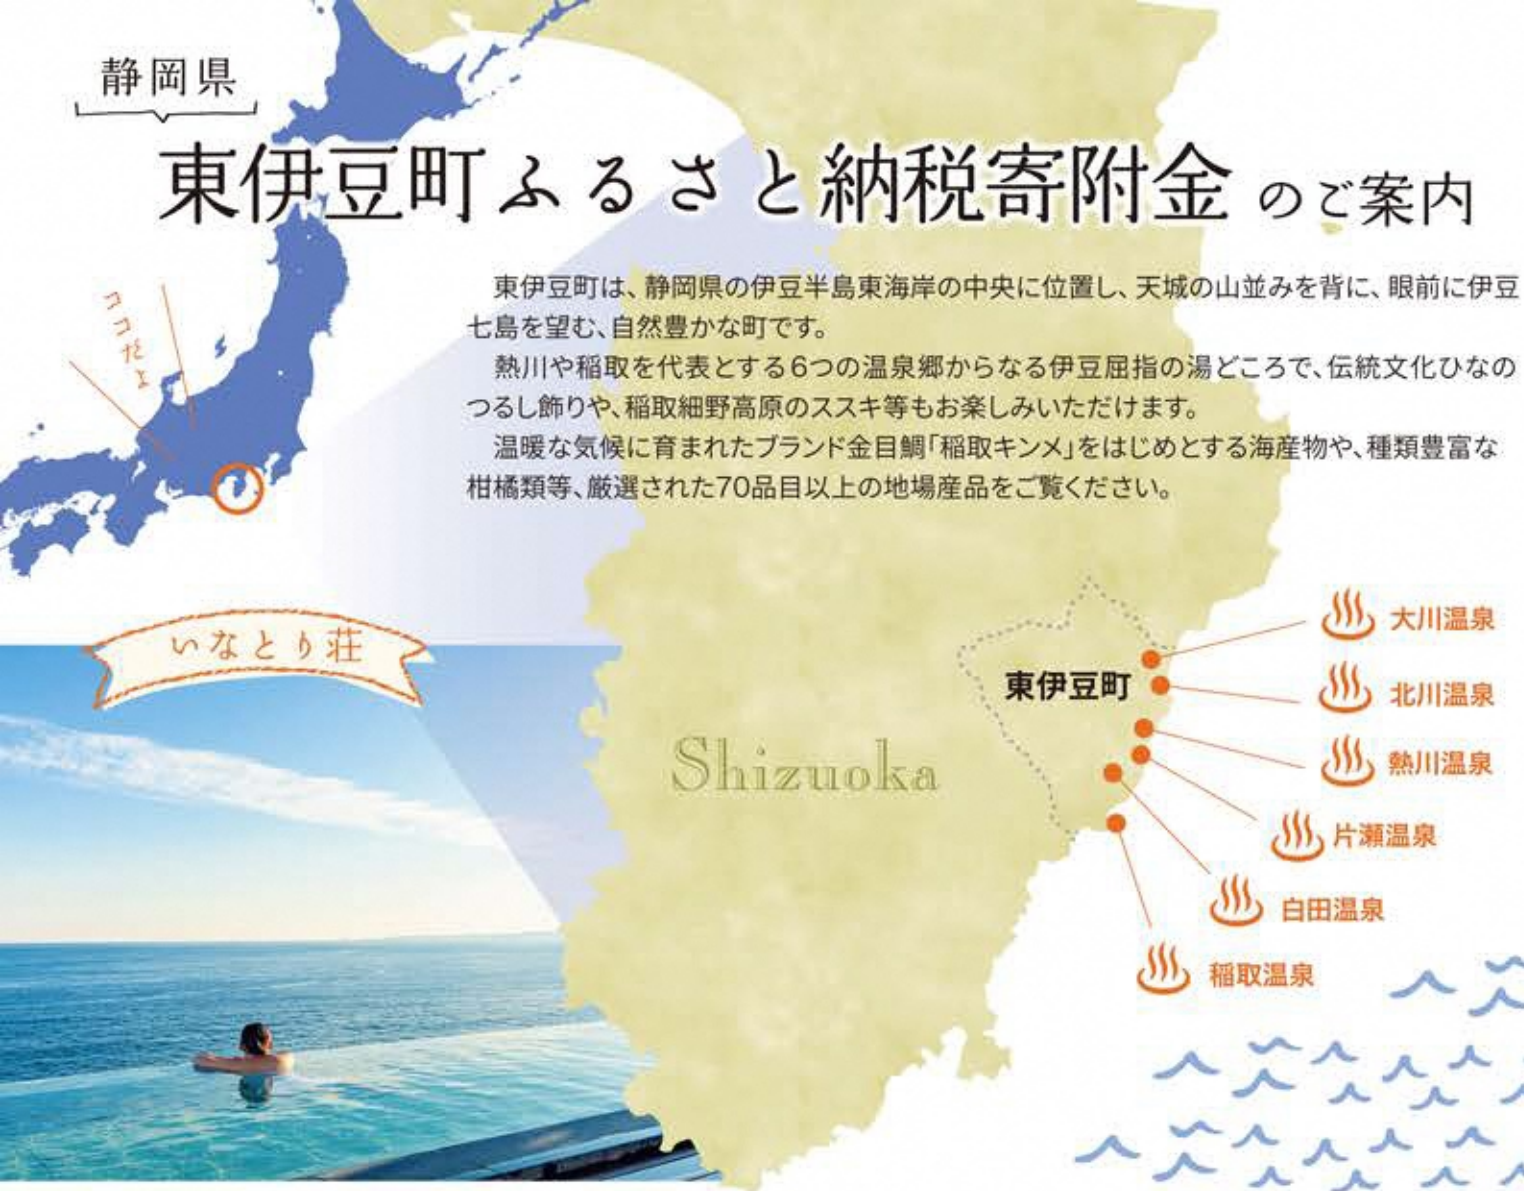 静岡県
東伊豆町ふるさと納税寄附金のご案内
東伊豆町は、静岡県の伊豆半島東海岸の中央に位置し、天城の山並みを背に、眼前に伊豆
七島を望む、自然豊かな町です。
熱川や稲取を代表とする6つの温泉郷からなる伊豆屈指の湯どころで、伝統文化ひなの
つるし飾りや、稲取細野高原のススキ等もお楽しみいただけます。
温暖な気候に育まれたブランド金目鯛「稲取キンメ」をはじめとする海産物や、種類豊富な
柑橘類等、厳選された70品目以上の地場産品をご覧ください。
ココだよ
いなとり荘
東伊豆町
Shizuoka
大川温泉
北川温泉
熱川温泉
片瀬温泉
白田温泉
稲取温泉